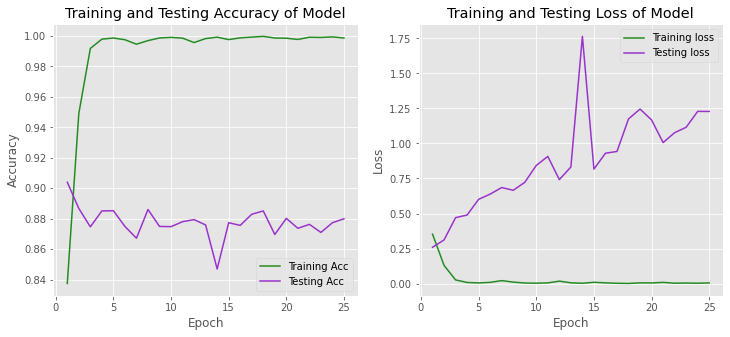 Training and Testing Accuracy of Model
1.00
0.98
0.96
0.94
0.92
0.90
0.88
0.86
0.84
Accuracy
0
5
10
15
20
25
Epoch
Training Acc
Testing Acc
Training and Testing Loss of Model
1.75
1.50
1.25
1.00
0.75
0.50
0.25
0.00
Loss
0
5
10
15
20
25
Epoch
Training loss
Testing loss